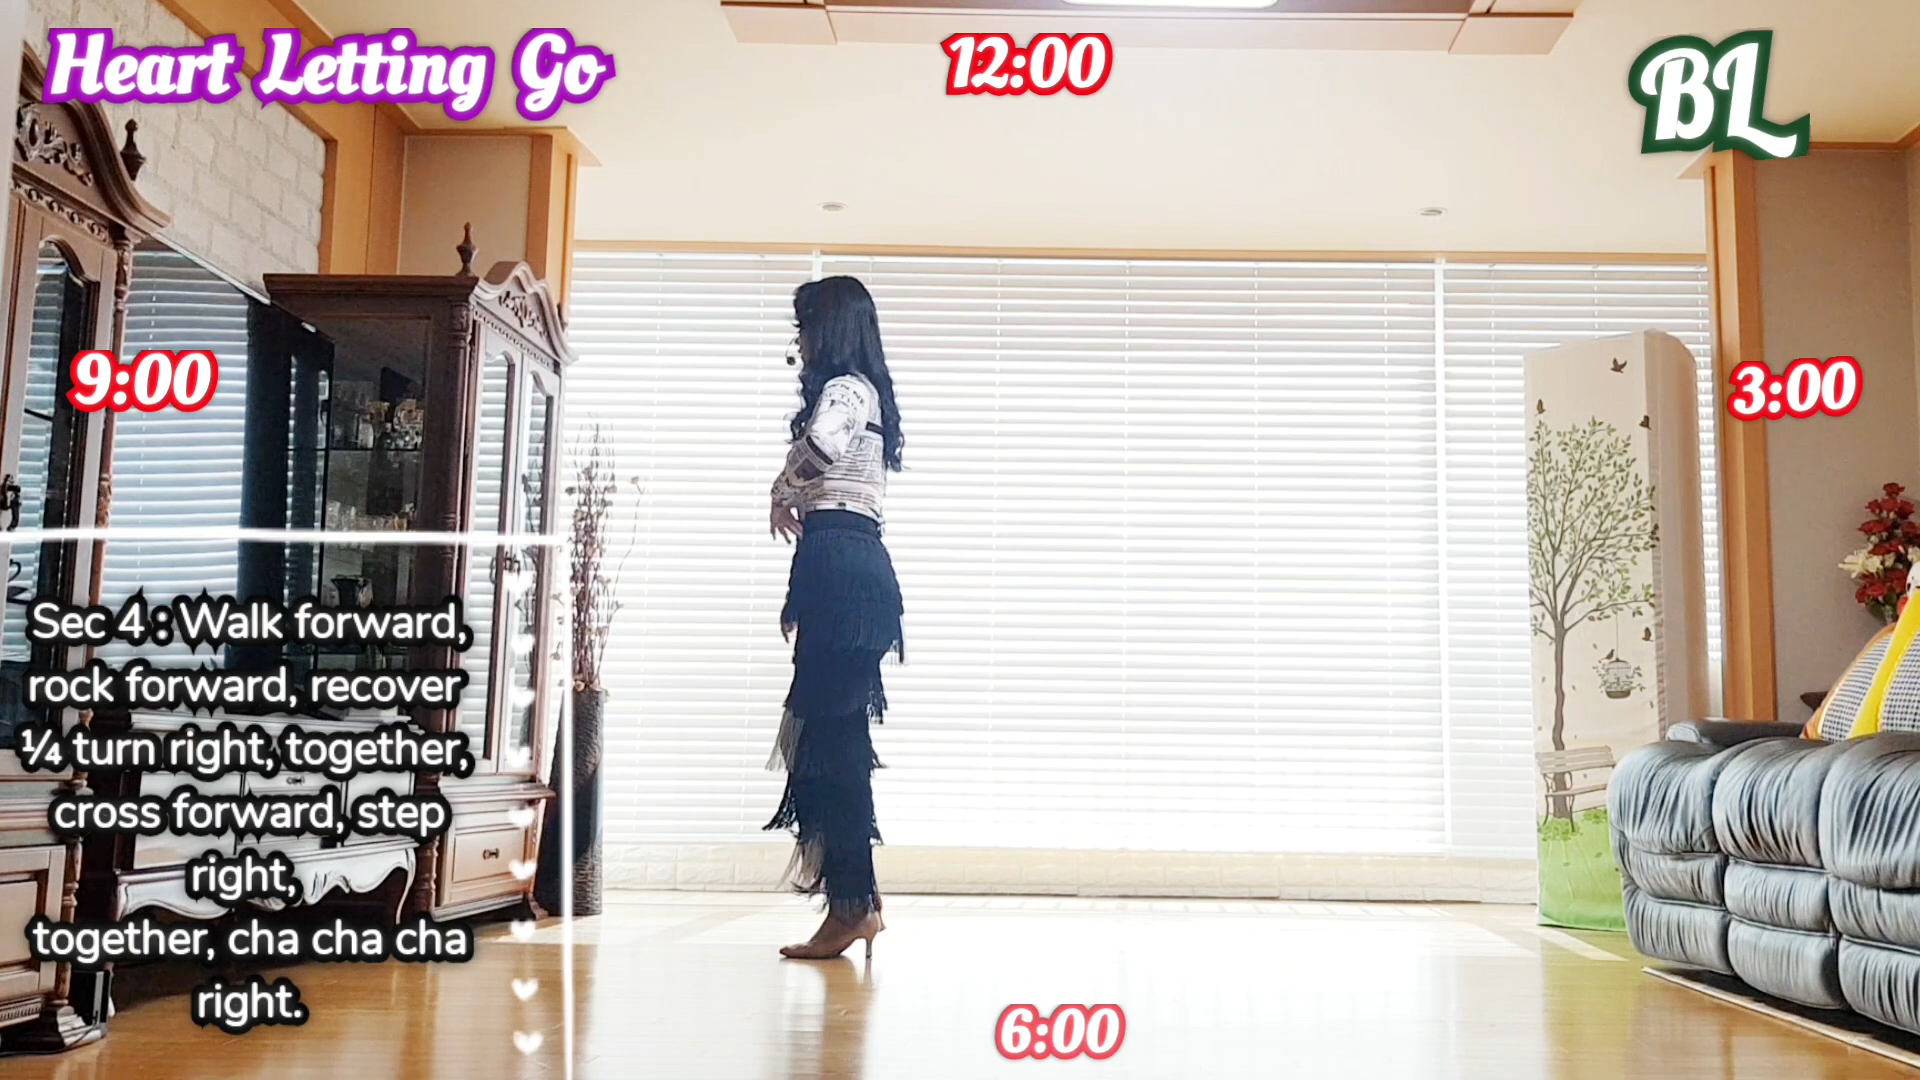 Heart Letting Go
12:00
BL
9:00
3:00
Sec 4 : Walk forward,
rock forward, recover
¼ turn right, together,
cross forward, step
right,
together, cha cha cha
right.
6:00